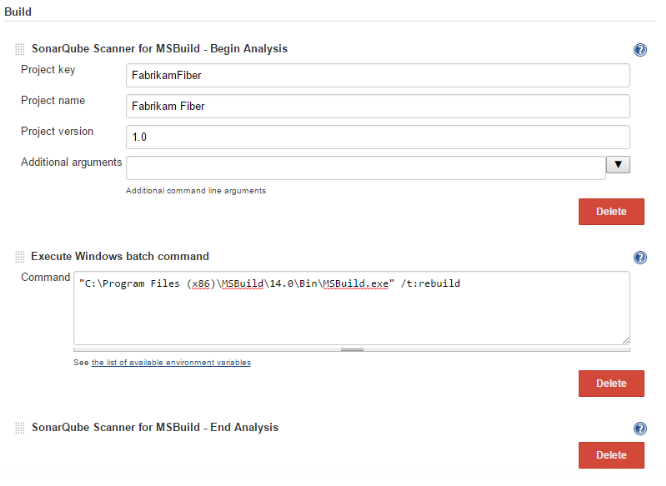 Build
SonarQube Scanner for MSBuild - Begin Analysis
Project key
FabrikamFiber
Project name
Fabrikam Fiber
Project version
1.0
Additional arguments
Additional command line arguments
Delete
Execute Windows batch command
Command
"C:\Program Files (x86)\MSBuild\14.0\Bin\MSBuild.exe" /t:rebuild
See the list of available environment variables
Delete
SonarQube Scanner for MSBuild - End Analysis
Delete